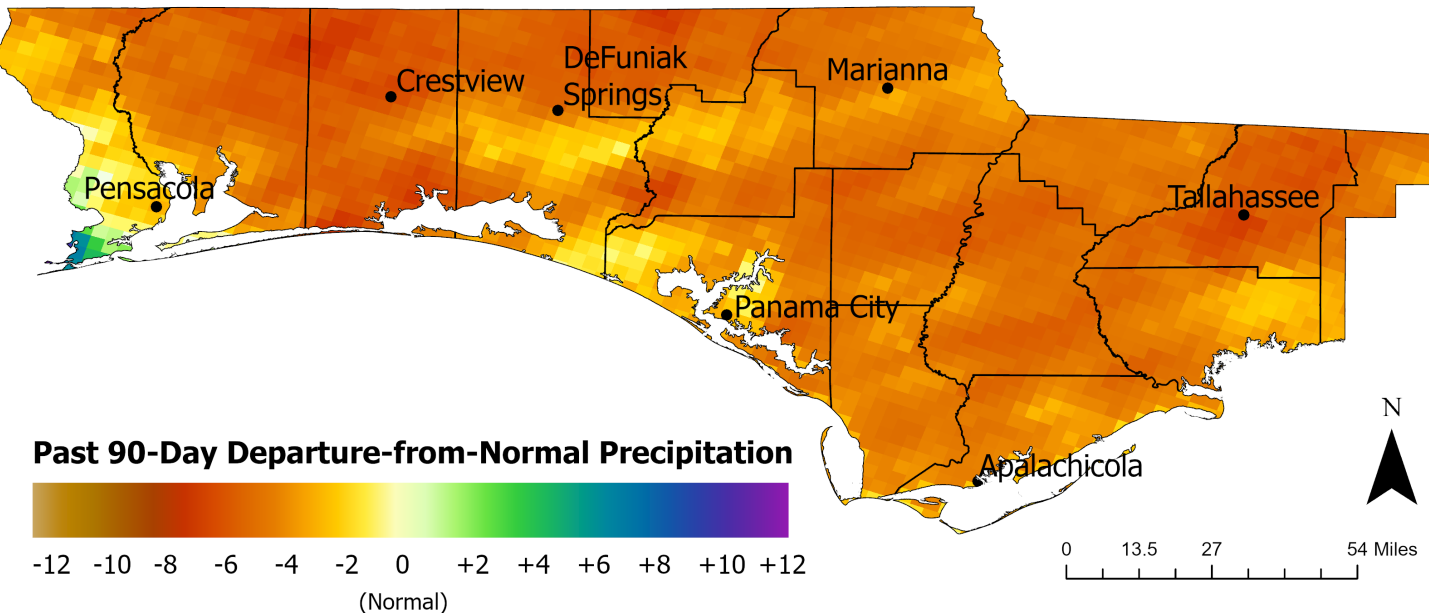 DeFuniak
Springs
Crestview
Marianna
Pensacola
Tallahassee
Panama City
Apalachicola
N
Past 90-Day Departure-from-Normal Precipitation
-12 -10 -8 -6 -4 -2 0 +2 +4 +6 +8 +10 +12
(Normal)
0 13.5 27 54 Miles